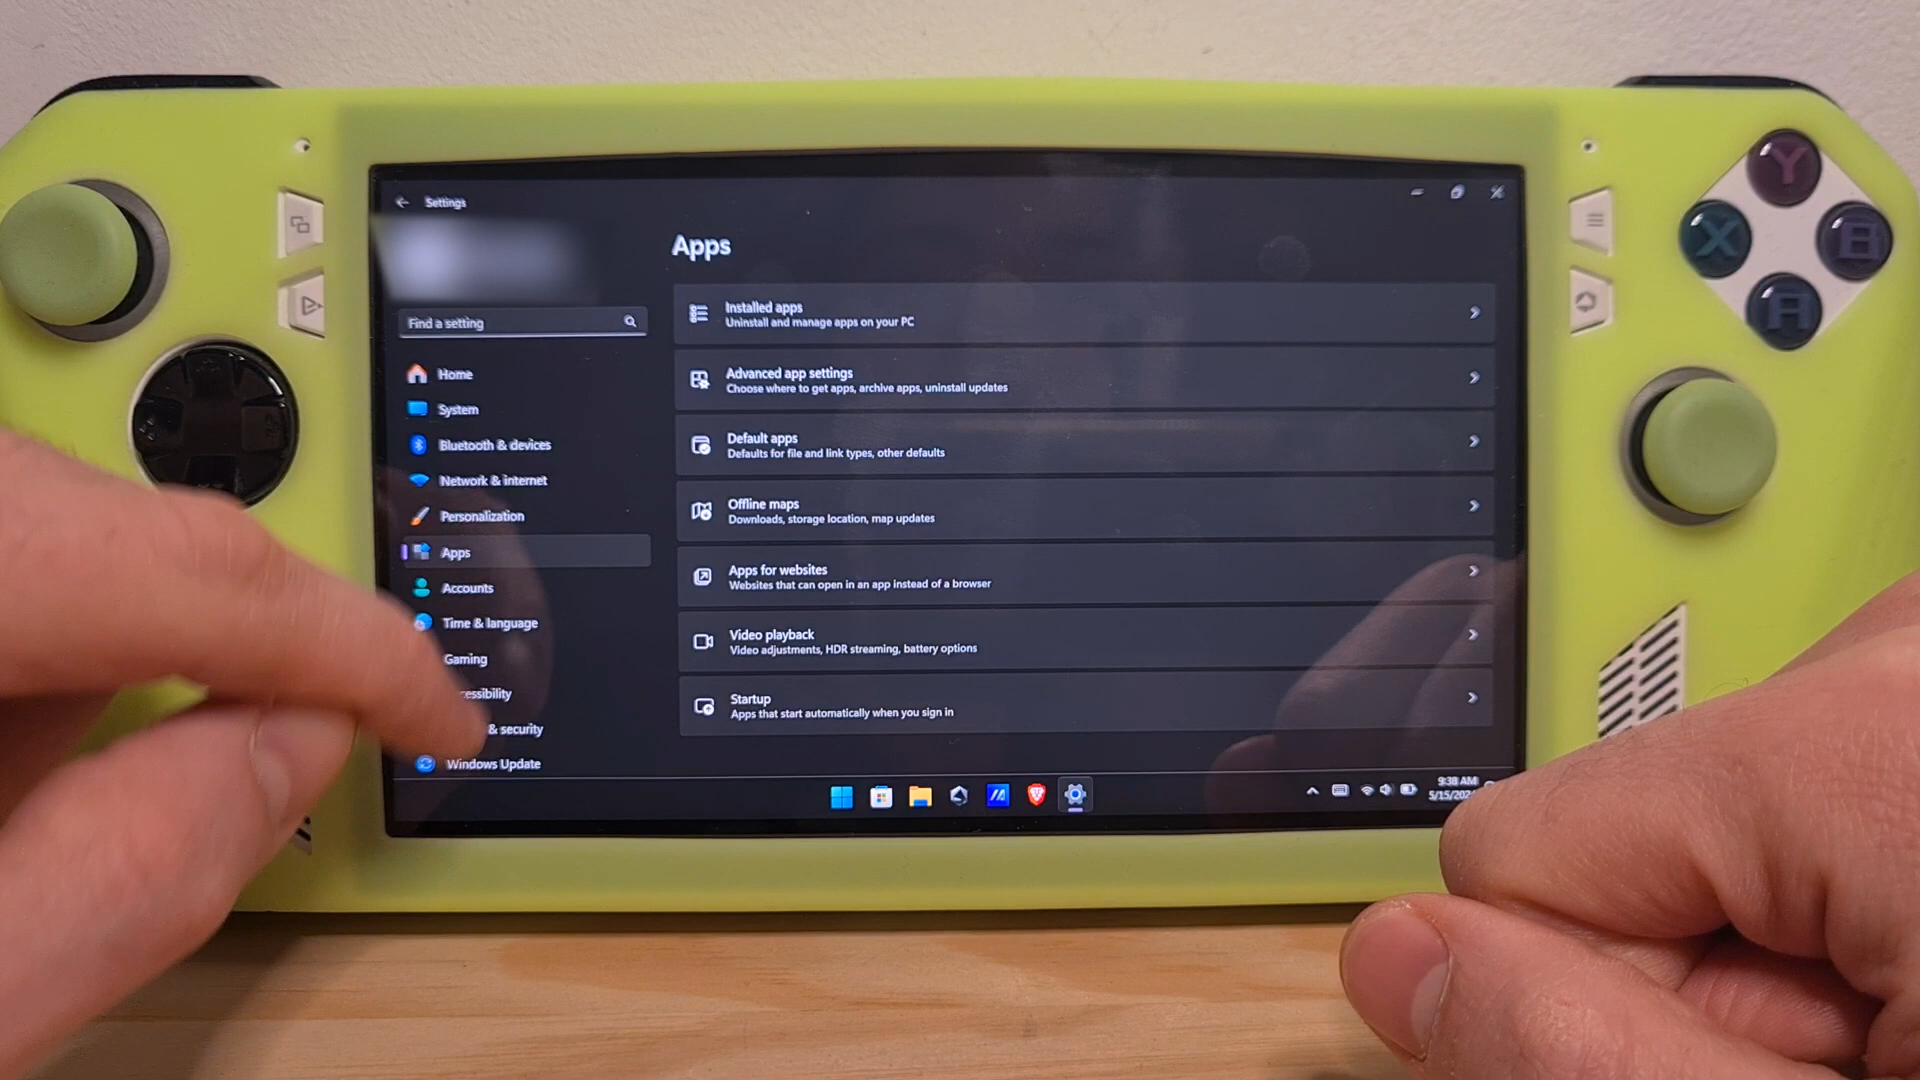 Settings
Find a setting
Home
System
Bluetooth & devices
Network & internet
Personalization
Apps
Accounts
Time & language
Gaming
cessibility
& security
Windows Update
Apps
Installed apps
Uninstall and manage apps on your PC
Advanced app settings
Choose where to get apps, archive apps, uninstall updates
Default apps
Defaults for file and link types, other defaults
Offline maps
Downloads, storage location, map updates
Apps for websites
Websites that can open in an app instead of a browser
Video playback
Video adjustments, HDR streaming, battery options
Startup
Apps that start automatically when you sign in
9:38 AM
5/15/2024
Y
X
B
A